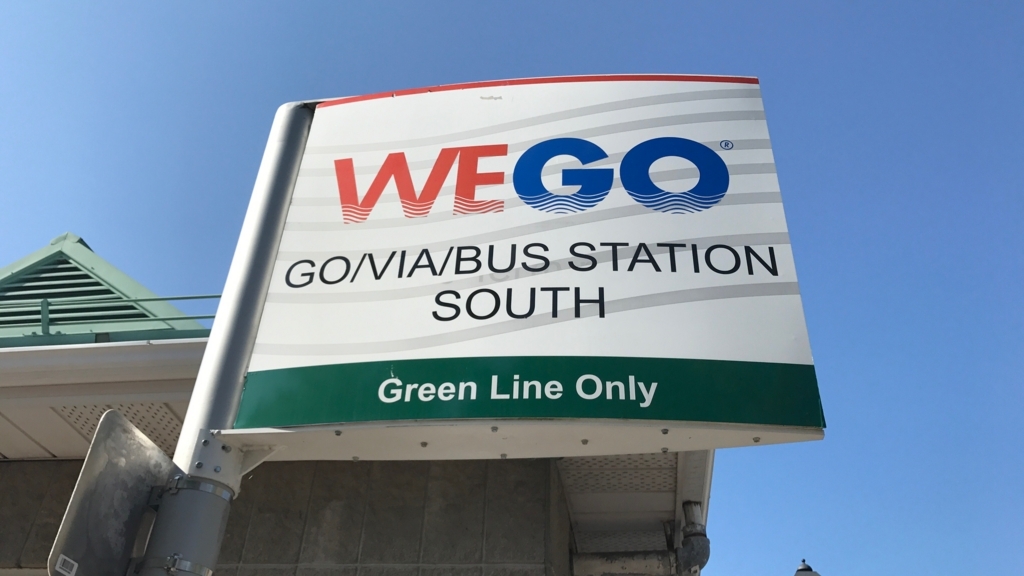 WEGO®
GO/VIA/BUS STATION
SOUTH
Green Line Only